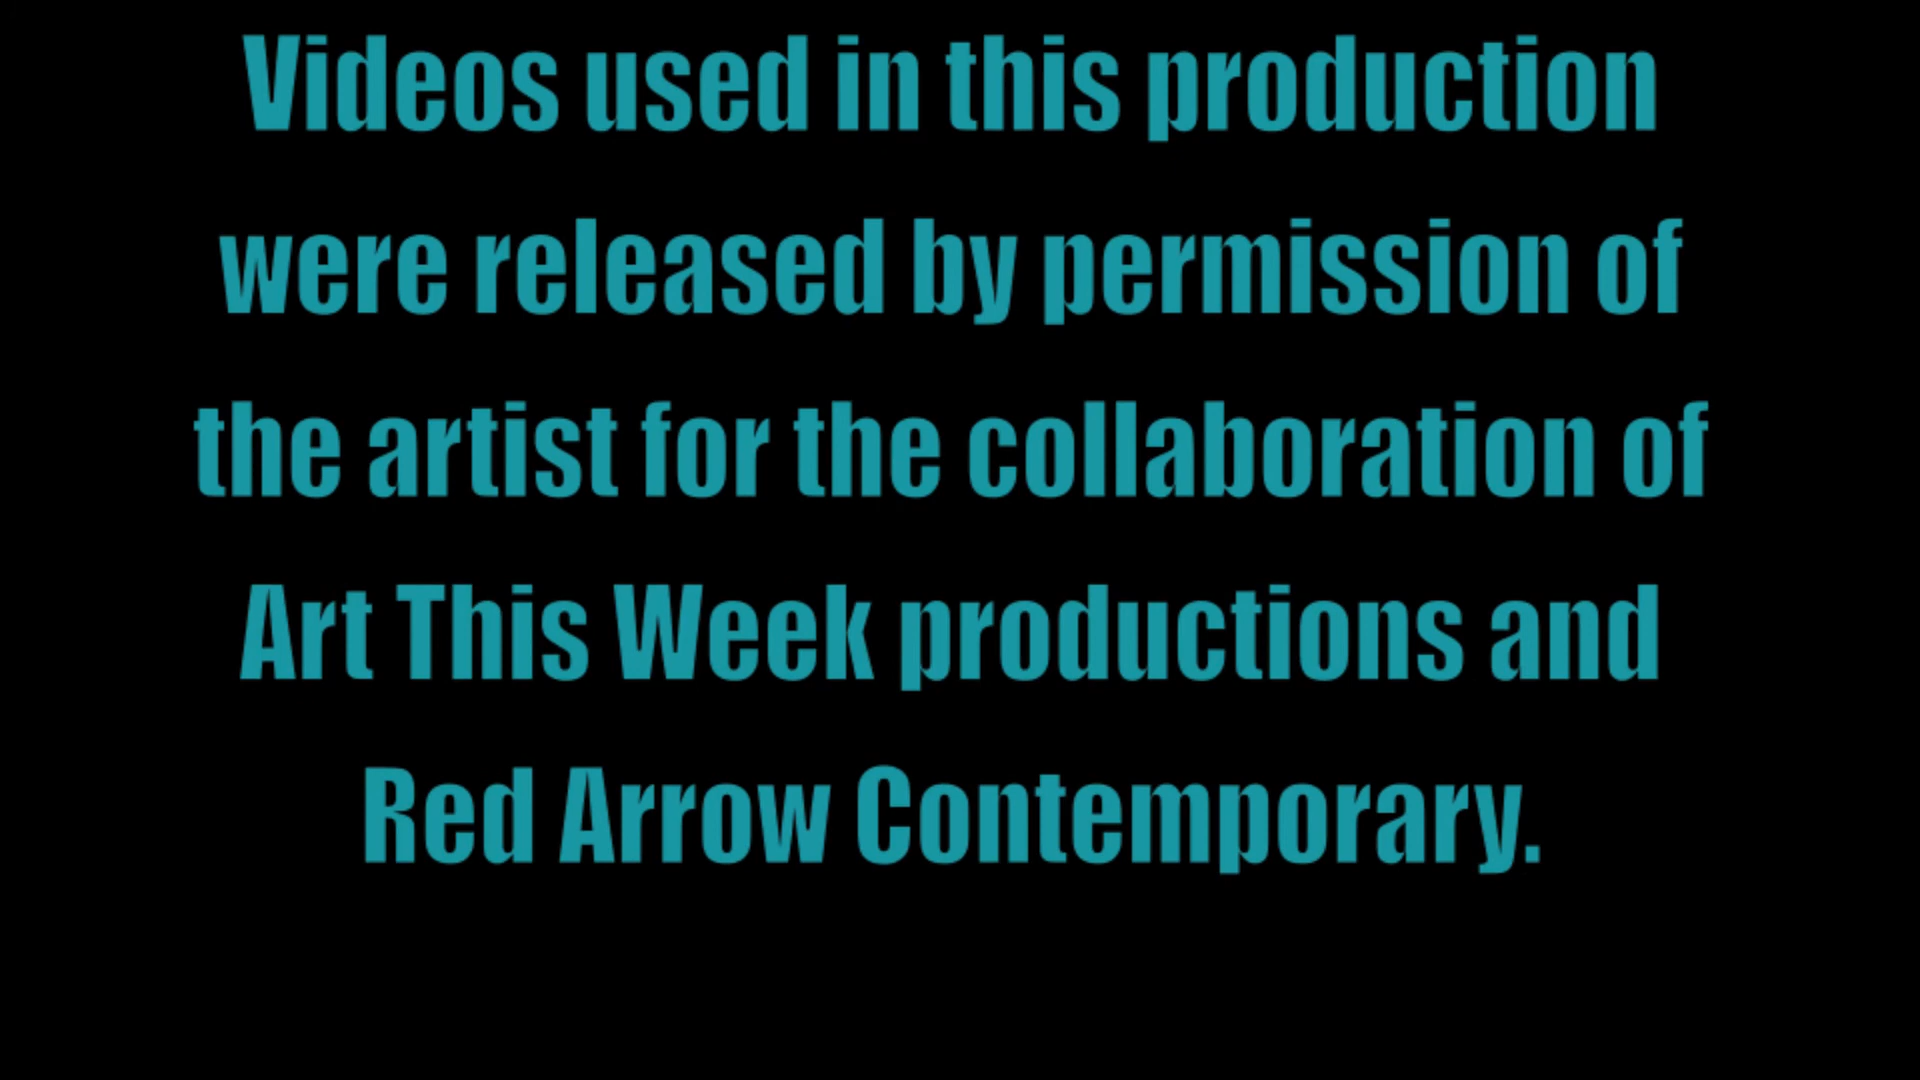 Videos used in this production
were released by permission of
the artist for the collaboration of
Art This Week productions and
Red Arrow Contemporary.